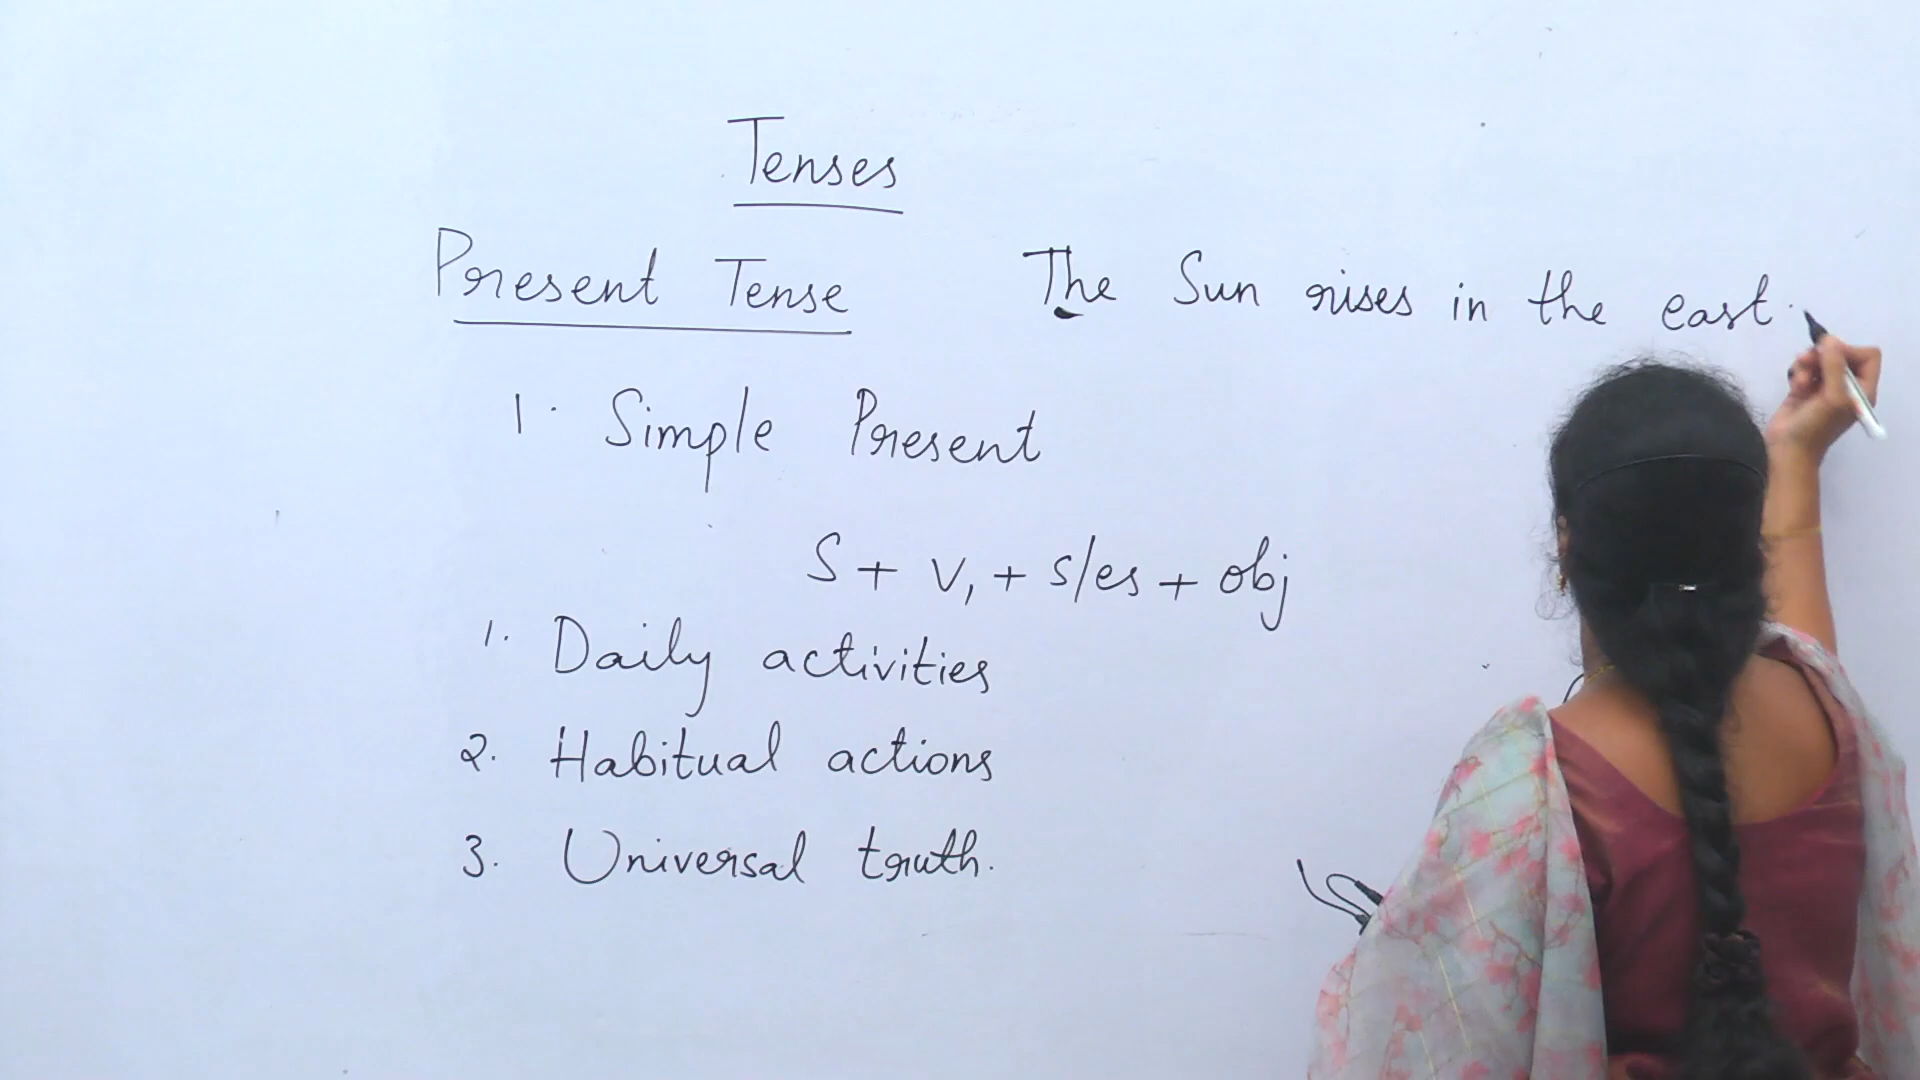 Tenses
Present Tense
The Sun rises in the east.
1. Simple Present
S + V₁ + s/es + obj
1. Daily activities
2. Habitual actions
3. Universal truth.